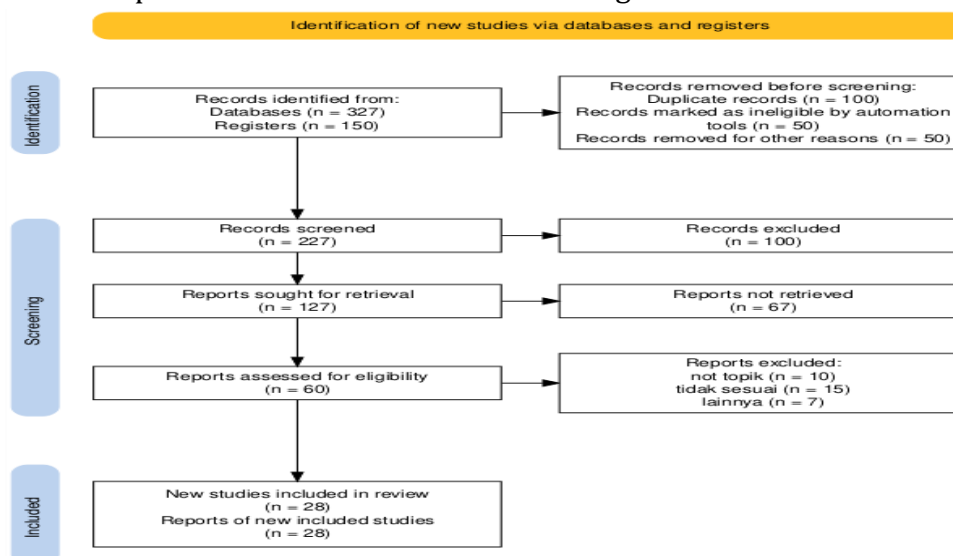 Identification of new studies via databases and registers
Identification
Records identified from:
Databases (n = 327)
Registers (n = 150)
Records removed before screening:
Duplicate records (n = 100)
Records marked as ineligible by automation
tools (n = 50)
Records removed for other reasons (n = 50)
Screening
Records screened
(n = 227)
Records excluded
(n = 100)
Reports sought for retrieval
(n = 127)
Reports not retrieved
(n = 67)
Reports assessed for eligibility
(n = 60)
Reports excluded:
not topik (n = 10)
tidak sesuai (n = 15)
lainnya (n = 7)
Included
New studies included in review
(n = 28)
Reports of new included studies
(n = 28)